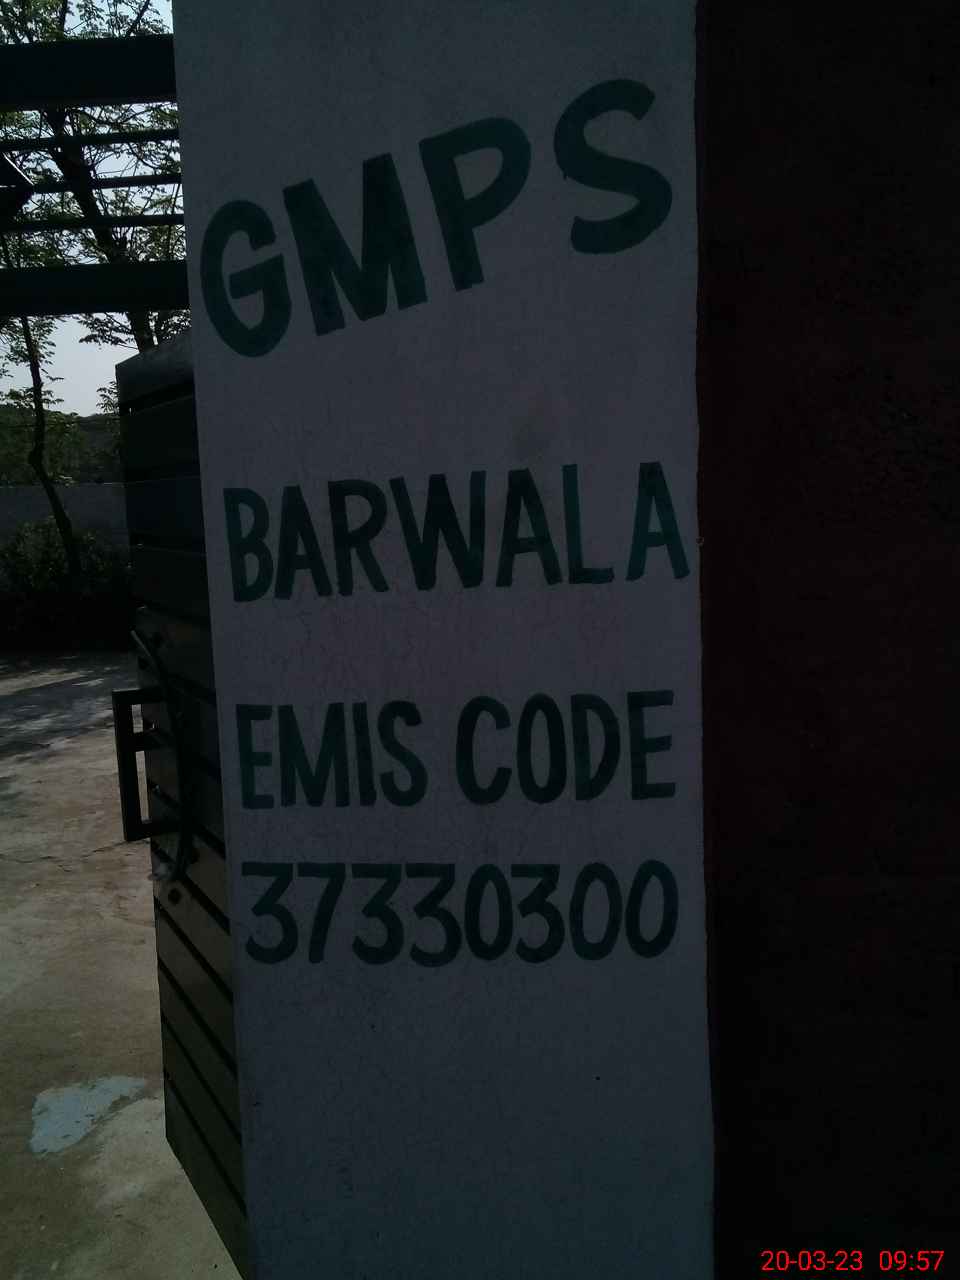 GMPS
BARWALA
EMIS CODE
37330300
20-03-23 09:57